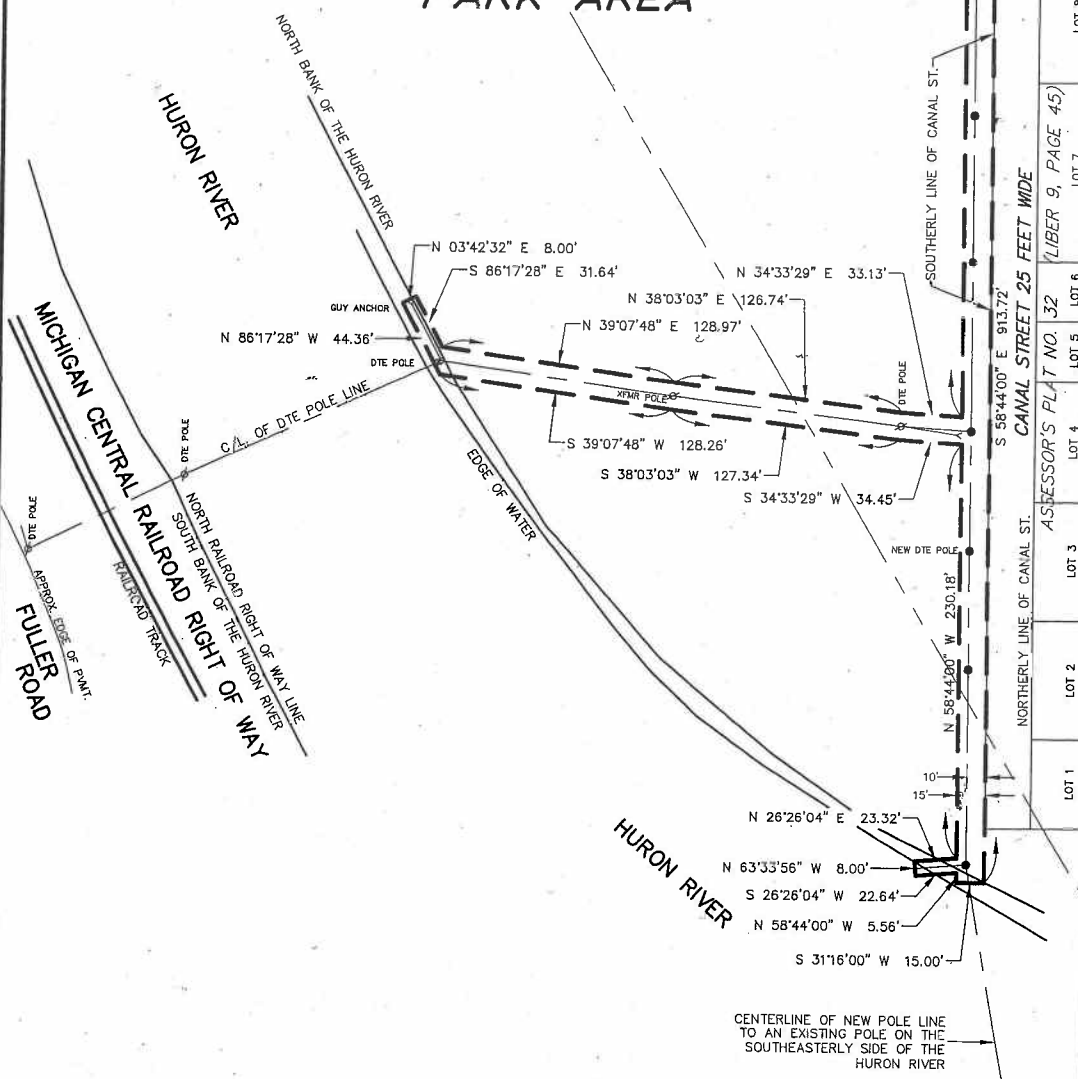 PARK AREA
NORTH BANK OF THE HURON RIVER
HURON RIVER
SOUTHERLY LINE OF CANAL ST.
CANAL STREET 25 FEET WIDE
ASSESSOR'S PLAT NO. 32 (LIBER 9, PAGE 45)
S 58°44'00" E 913.72'
LOT 7
LOT 6
LOT 5
LOT 4
LOT 3
LOT 2
LOT 1
NORTHERLY LINE OF CANAL ST.
N 03°42'32" E 8.00'
S 86°17'28" E 31.64'
GUY ANCHOR
N 86°17'28" W 44.36'
DTE POLE
N 34°33'29" E 33.13'
N 38°03'03" E 126.74'
N 39°07'48" E 128.97'
XFMR POLE
DTE POLE
S 39°07'48" W 128.26'
S 38°03'03" W 127.34'
S 34°33'29" W 34.45'
C/L OF DTE POLE LINE
DTE POLE
DTE POLE
EDGE OF WATER
MICHIGAN CENTRAL RAILROAD RIGHT OF WAY
NORTH RAILROAD RIGHT OF WAY LINE
SOUTH BANK OF THE HURON RIVER
RAILROAD TRACK
APPROX. EDGE OF PVMT.
FULLER
ROAD
NEW DTE POLE
N 58°44'00" W 230.18'
10'
15'
N 26°26'04" E 23.32'
HURON RIVER
N 63°33'56" W 8.00'
S 26°26'04" W 22.64'
N 58°44'00" W 5.56'
S 31°16'00" W 15.00'
CENTERLINE OF NEW POLE LINE
TO AN EXISTING POLE ON THE
SOUTHEASTERLY SIDE OF THE
HURON RIVER